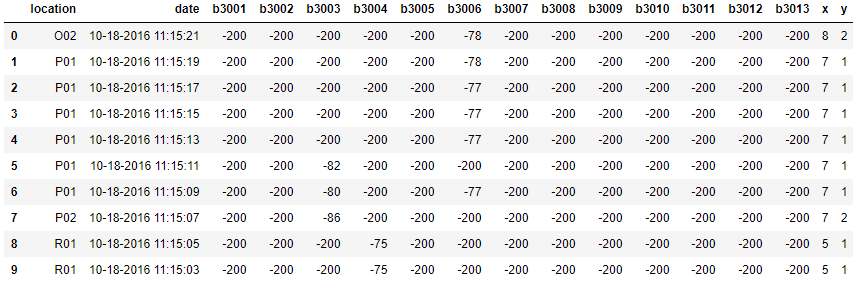 location date b3001 b3002 b3003 b3004 b3005 b3006 b3007 b3008 b3009 b3010 b3011 b3012 b3013 x y
0 O02 10-18-2016 11:15:21 -200 -200 -200 -200 -200 -78 -200 -200 -200 -200 -200 -200 -200 8 2
1 P01 10-18-2016 11:15:19 -200 -200 -200 -200 -200 -78 -200 -200 -200 -200 -200 -200 -200 7 1
2 P01 10-18-2016 11:15:17 -200 -200 -200 -200 -200 -77 -200 -200 -200 -200 -200 -200 -200 7 1
3 P01 10-18-2016 11:15:15 -200 -200 -200 -200 -200 -77 -200 -200 -200 -200 -200 -200 -200 7 1
4 P01 10-18-2016 11:15:13 -200 -200 -200 -200 -200 -77 -200 -200 -200 -200 -200 -200 -200 7 1
5 P01 10-18-2016 11:15:11 -200 -200 -82 -200 -200 -200 -200 -200 -200 -200 -200 -200 -200 7 1
6 P01 10-18-2016 11:15:09 -200 -200 -80 -200 -200 -77 -200 -200 -200 -200 -200 -200 -200 7 1
7 P02 10-18-2016 11:15:07 -200 -200 -86 -200 -200 -200 -200 -200 -200 -200 -200 -200 -200 7 2
8 R01 10-18-2016 11:15:05 -200 -200 -200 -75 -200 -200 -200 -200 -200 -200 -200 -200 -200 5 1
9 R01 10-18-2016 11:15:03 -200 -200 -200 -75 -200 -200 -200 -200 -200 -200 -200 -200 -200 5 1